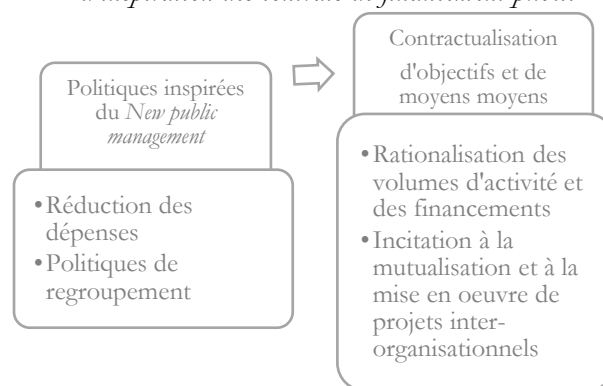 Politiques inspirées
du New public
management
•Réduction des
dépenses
•Politiques de
regroupement
Contractualisation
d'objectifs et de
moyens moyens
•Rationalisation des
volumes d'activité et
des financements
•Incitation à la
mutualisation et à la
mise en oeuvre de
projets inter-
organisationnels